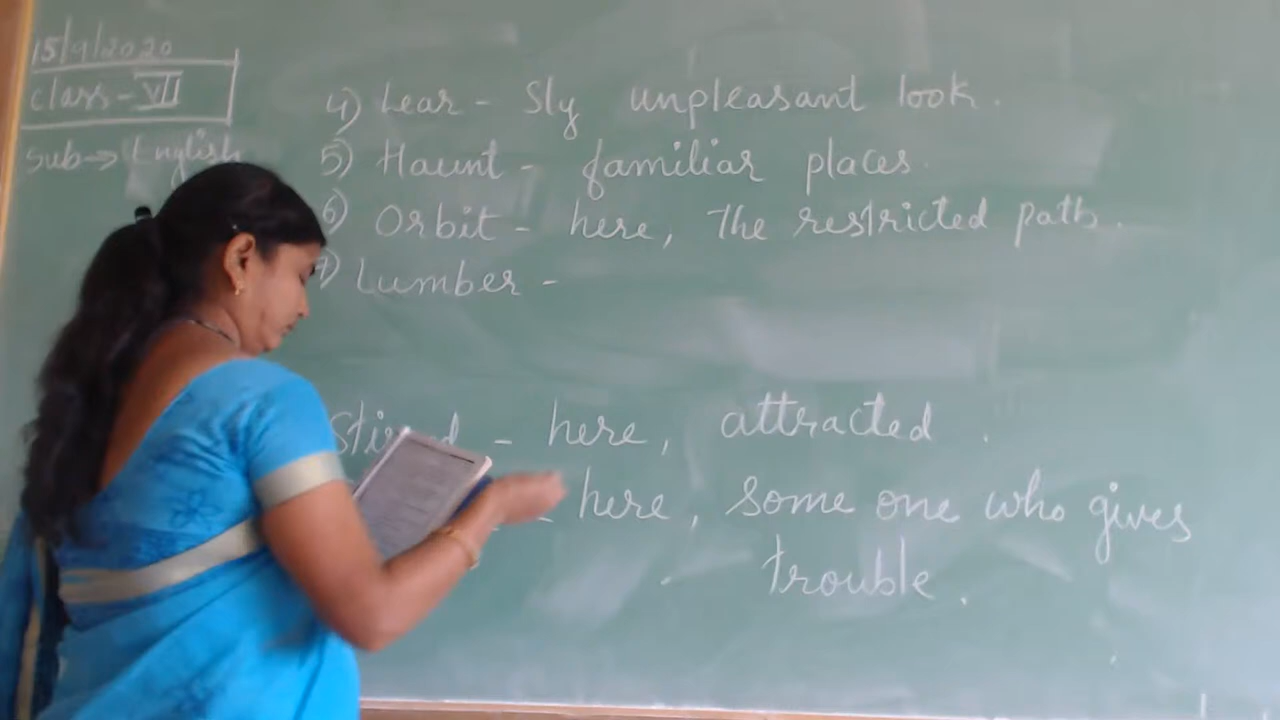 15/9/2020
Class - VII
Sub → English
4) Lear - Sly unpleasant look.
5) Haunt - familiar places.
6) Orbit - here, The restricted path.
7) Lumber -
- here, attracted.
- here, some one who gives
trouble.